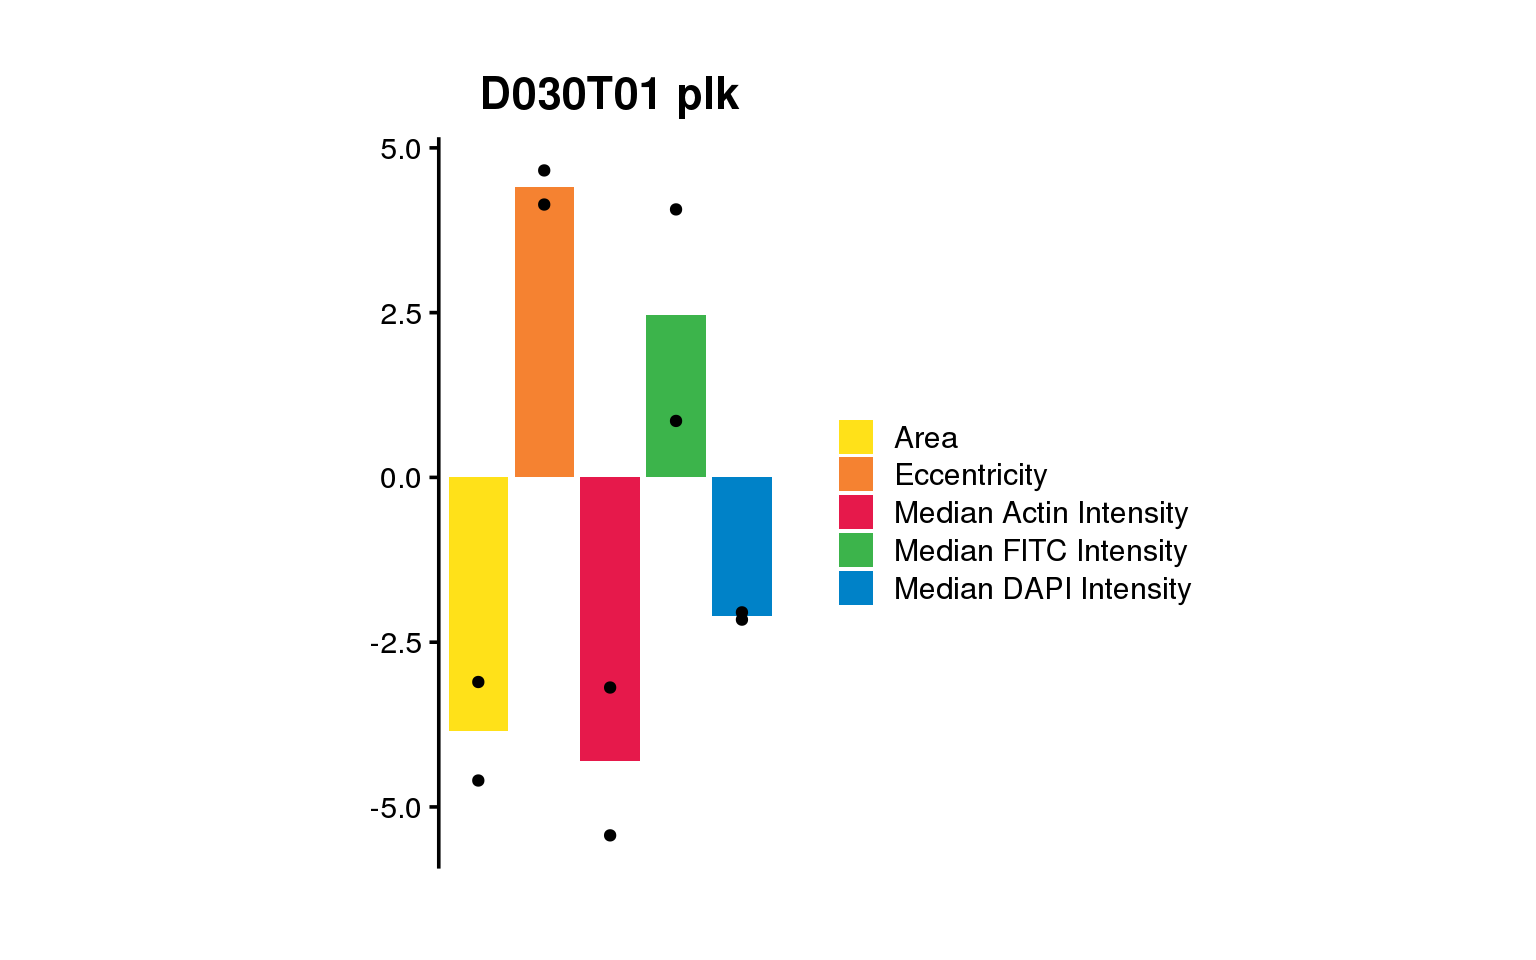 D030T01 plk
5.0
2.5
0.0
-2.5
-5.0
Area
Eccentricity
Median Actin Intensity
Median FITC Intensity
Median DAPI Intensity